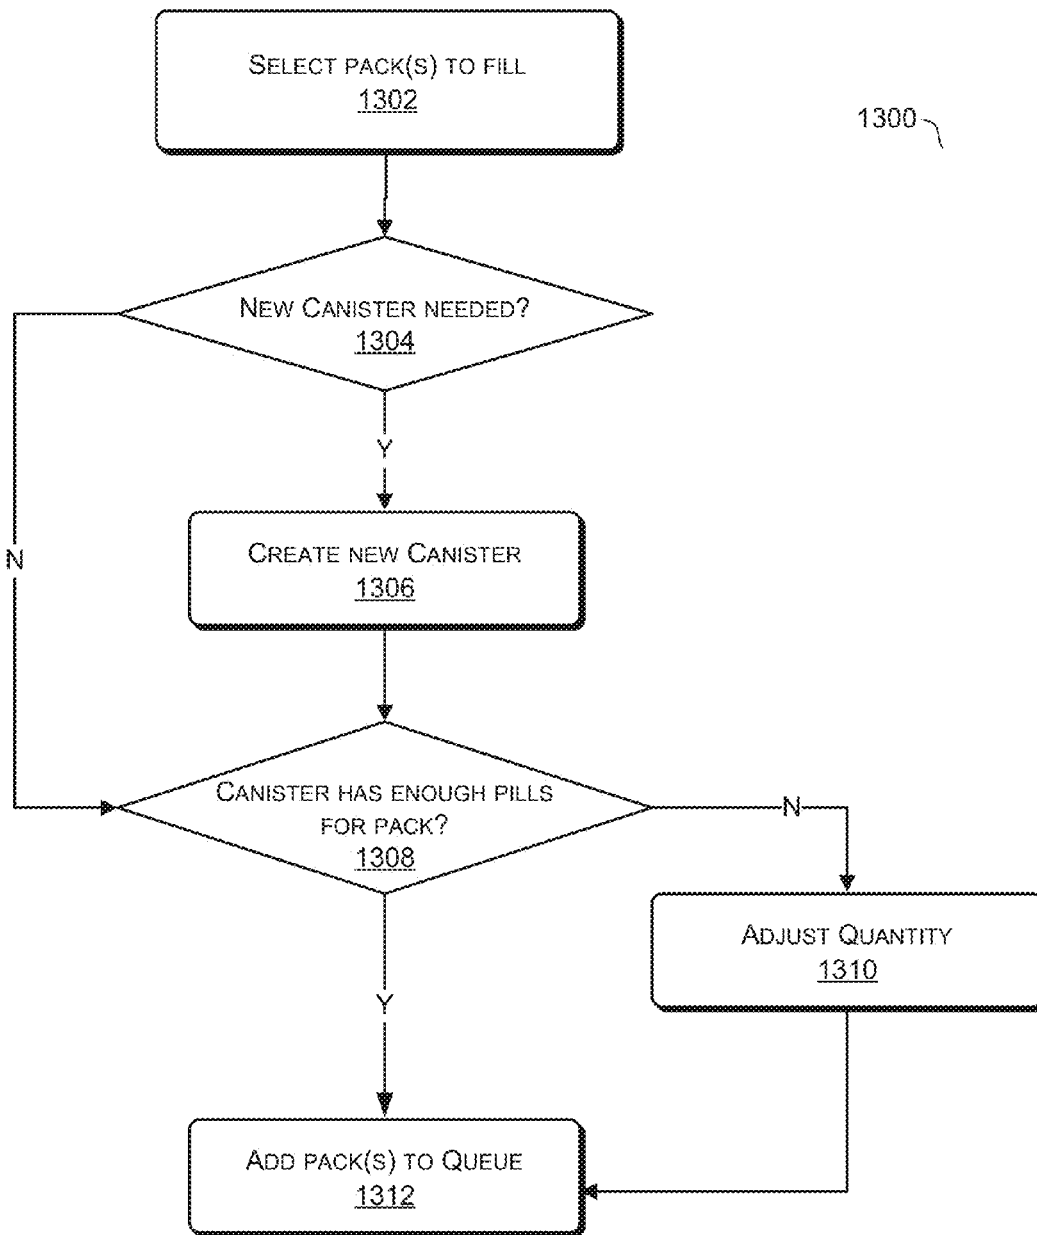 SELECT PACK(S) TO FILL
1302
1300
NEW CANISTER NEEDED?
1304
Y
N
CREATE NEW CANISTER
1306
CANISTER HAS ENOUGH PILLS
FOR PACK?
1308
N
ADJUST QUANTITY
1310
Y
ADD PACK(S) TO QUEUE
1312